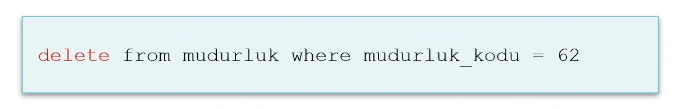 delete from mudurluk where mudurluk_kodu = 62